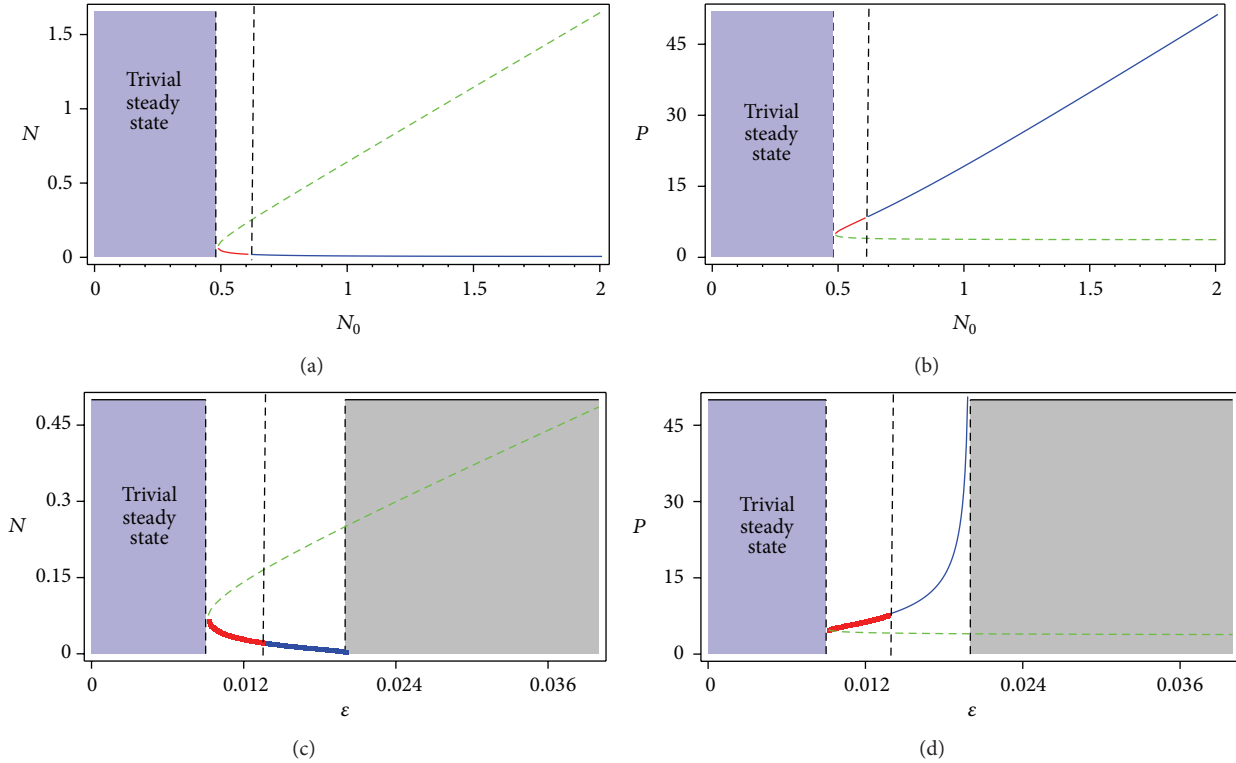 1.5
1
0.5
0
N
Trivial
steady
state
0
0.5
1
1.5
2
N0
(a)
45
30
15
0
P
Trivial
steady
state
0
0.5
1
1.5
2
N0
(b)
0.45
0.3
0.15
0
N
Trivial
steady
state
0
0.012
0.024
0.036
ε
(c)
45
30
15
0
P
Trivial
steady
state
0
0.012
0.024
0.036
ε
(d)